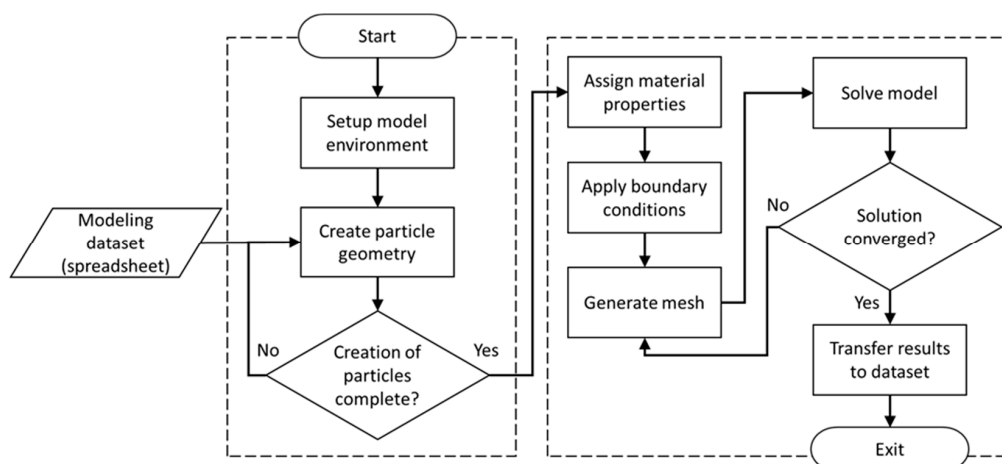 Start
Setup model
environment
Modeling
dataset
(spreadsheet)
Create particle
geometry
No
Creation of
particles
complete?
Yes
Assign material
properties
Apply boundary
conditions
Generate mesh
Solve model
No
Solution
converged?
Yes
Transfer results
to dataset
Exit